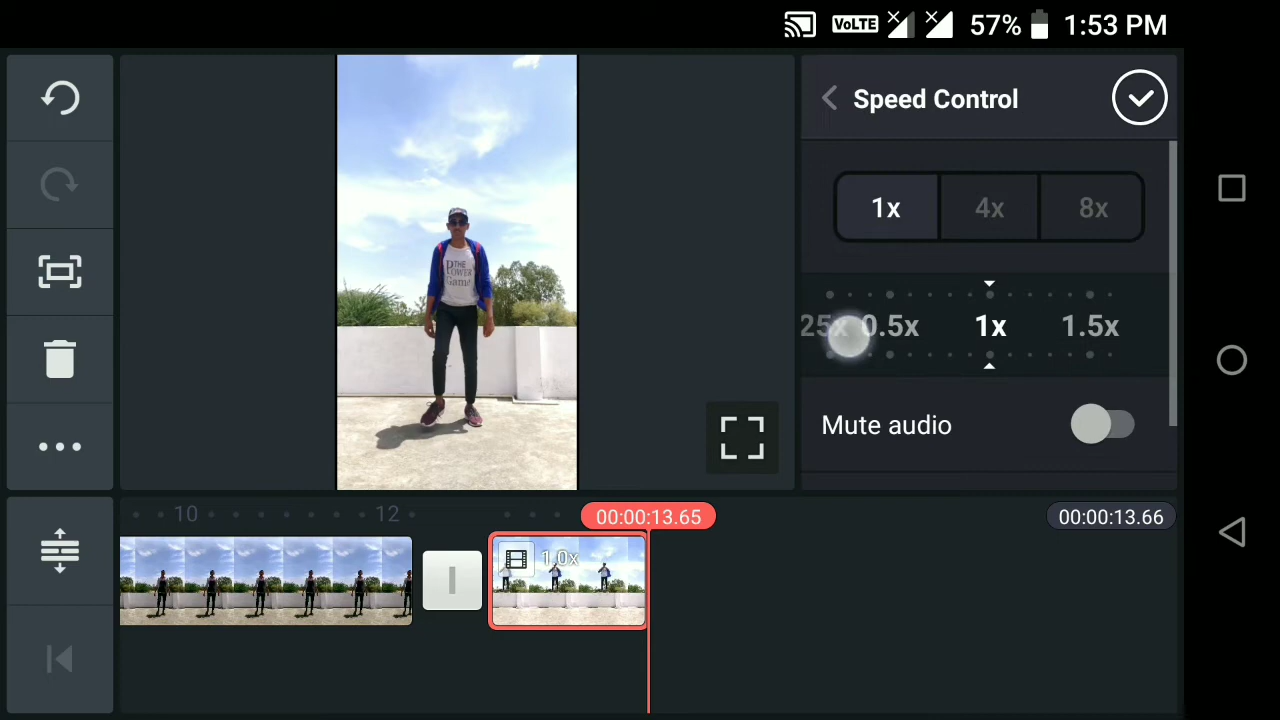 VoLTE 57% 1:53 PM
Speed Control
1x 4x 8x
25x 0.5x 1x 1.5x
Mute audio
THE
POWER
Game
10 12 00:00:13.65 00:00:13.66
1.0x